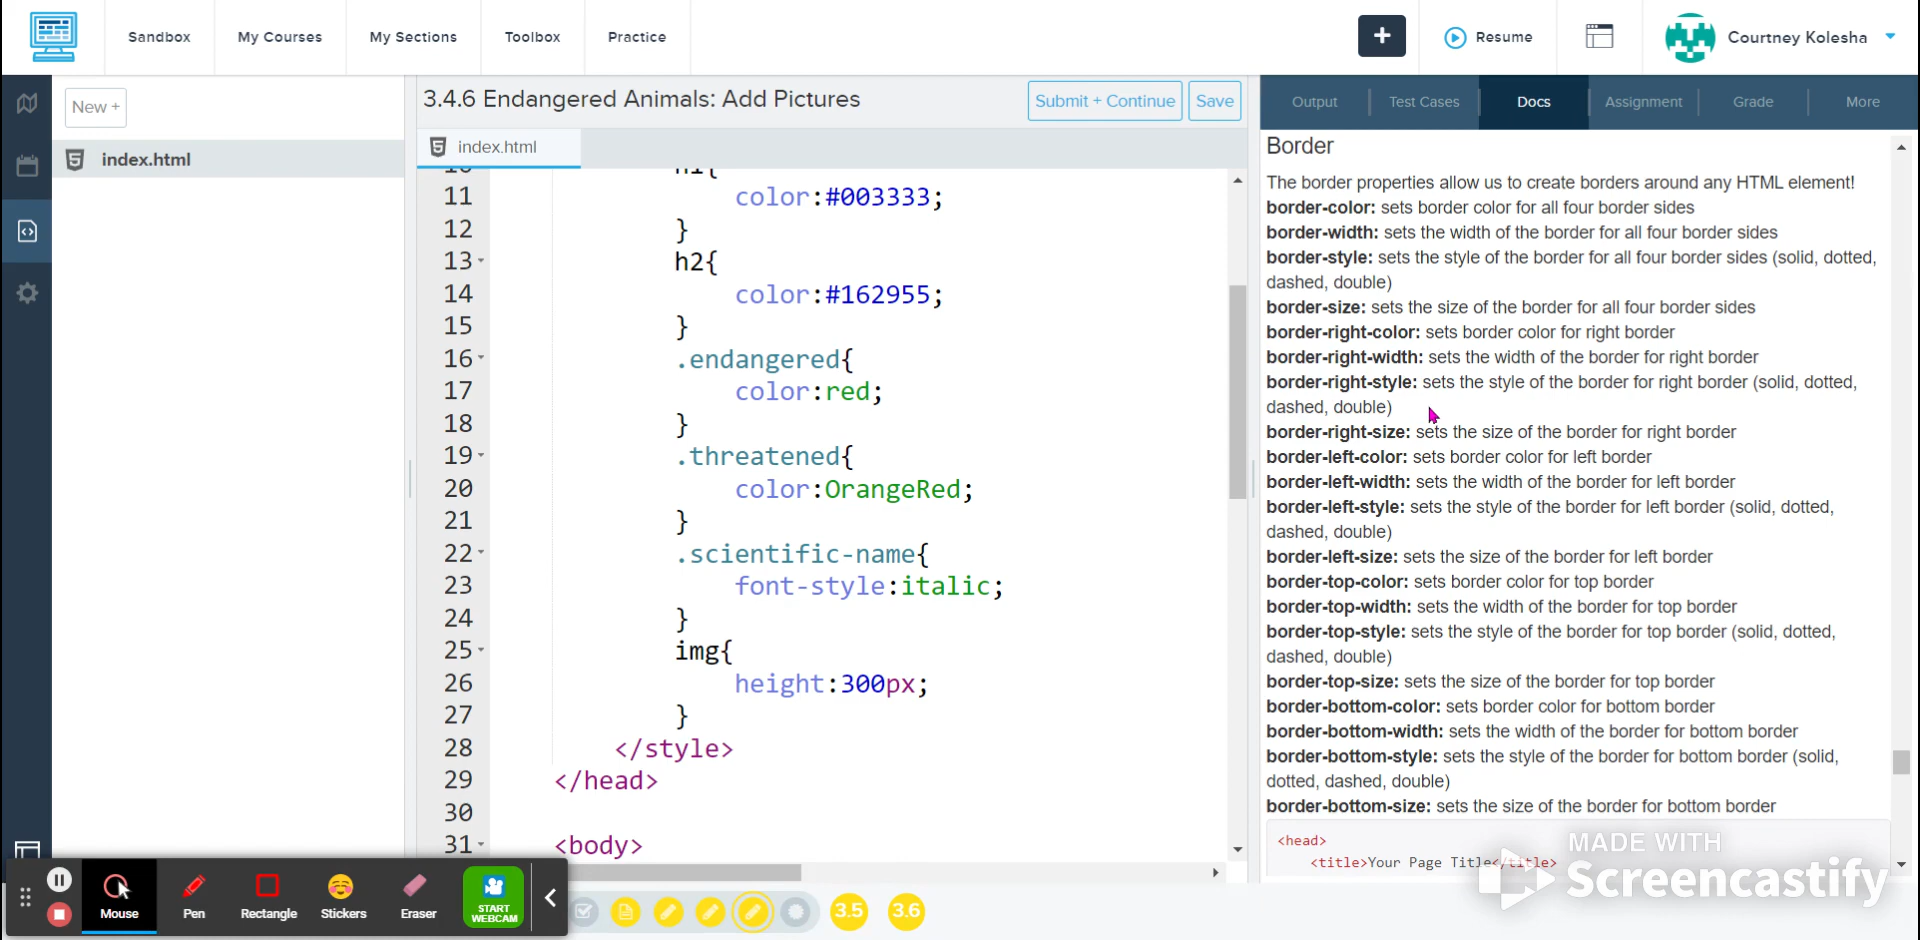 Sandbox
My Courses
My Sections
Toolbox
Practice
+
Resume
Courtney Kolesha
New +
index.html
3.4.6 Endangered Animals: Add Pictures
Submit + Continue
Save
index.html
10 h1{
11 color:#003333;
12 }
13 h2{
14 color:#162955;
15 }
16 .endangered{
17 color:red;
18 }
19 .threatened{
20 color:OrangeRed;
21 }
22 .scientific-name{
23 font-style:italic;
24 }
25 img{
26 height:300px;
27 }
28 </style>
29 </head>
30
31 <body>
Output
Test Cases
Docs
Assignment
Grade
More
Border
The border properties allow us to create borders around any HTML element!
border-color: sets border color for all four border sides
border-width: sets the width of the border for all four border sides
border-style: sets the style of the border for all four border sides (solid, dotted,
dashed, double)
border-size: sets the size of the border for all four border sides
border-right-color: sets border color for right border
border-right-width: sets the width of the border for right border
border-right-style: sets the style of the border for right border (solid, dotted,
dashed, double)
border-right-size: sets the size of the border for right border
border-left-color: sets border color for left border
border-left-width: sets the width of the border for left border
border-left-style: sets the style of the border for left border (solid, dotted,
dashed, double)
border-left-size: sets the size of the border for left border
border-top-color: sets border color for top border
border-top-width: sets the width of the border for top border
border-top-style: sets the style of the border for top border (solid, dotted,
dashed, double)
border-top-size: sets the size of the border for top border
border-bottom-color: sets border color for bottom border
border-bottom-width: sets the width of the border for bottom border
border-bottom-style: sets the style of the border for bottom border (solid,
dotted, dashed, double)
border-bottom-size: sets the size of the border for bottom border
<head>
<title>Your Page Title</title>
MADE WITH
Screencastify
Mouse
Pen
Rectangle
Stickers
Eraser
START
WEBCAM
3.5
3.6